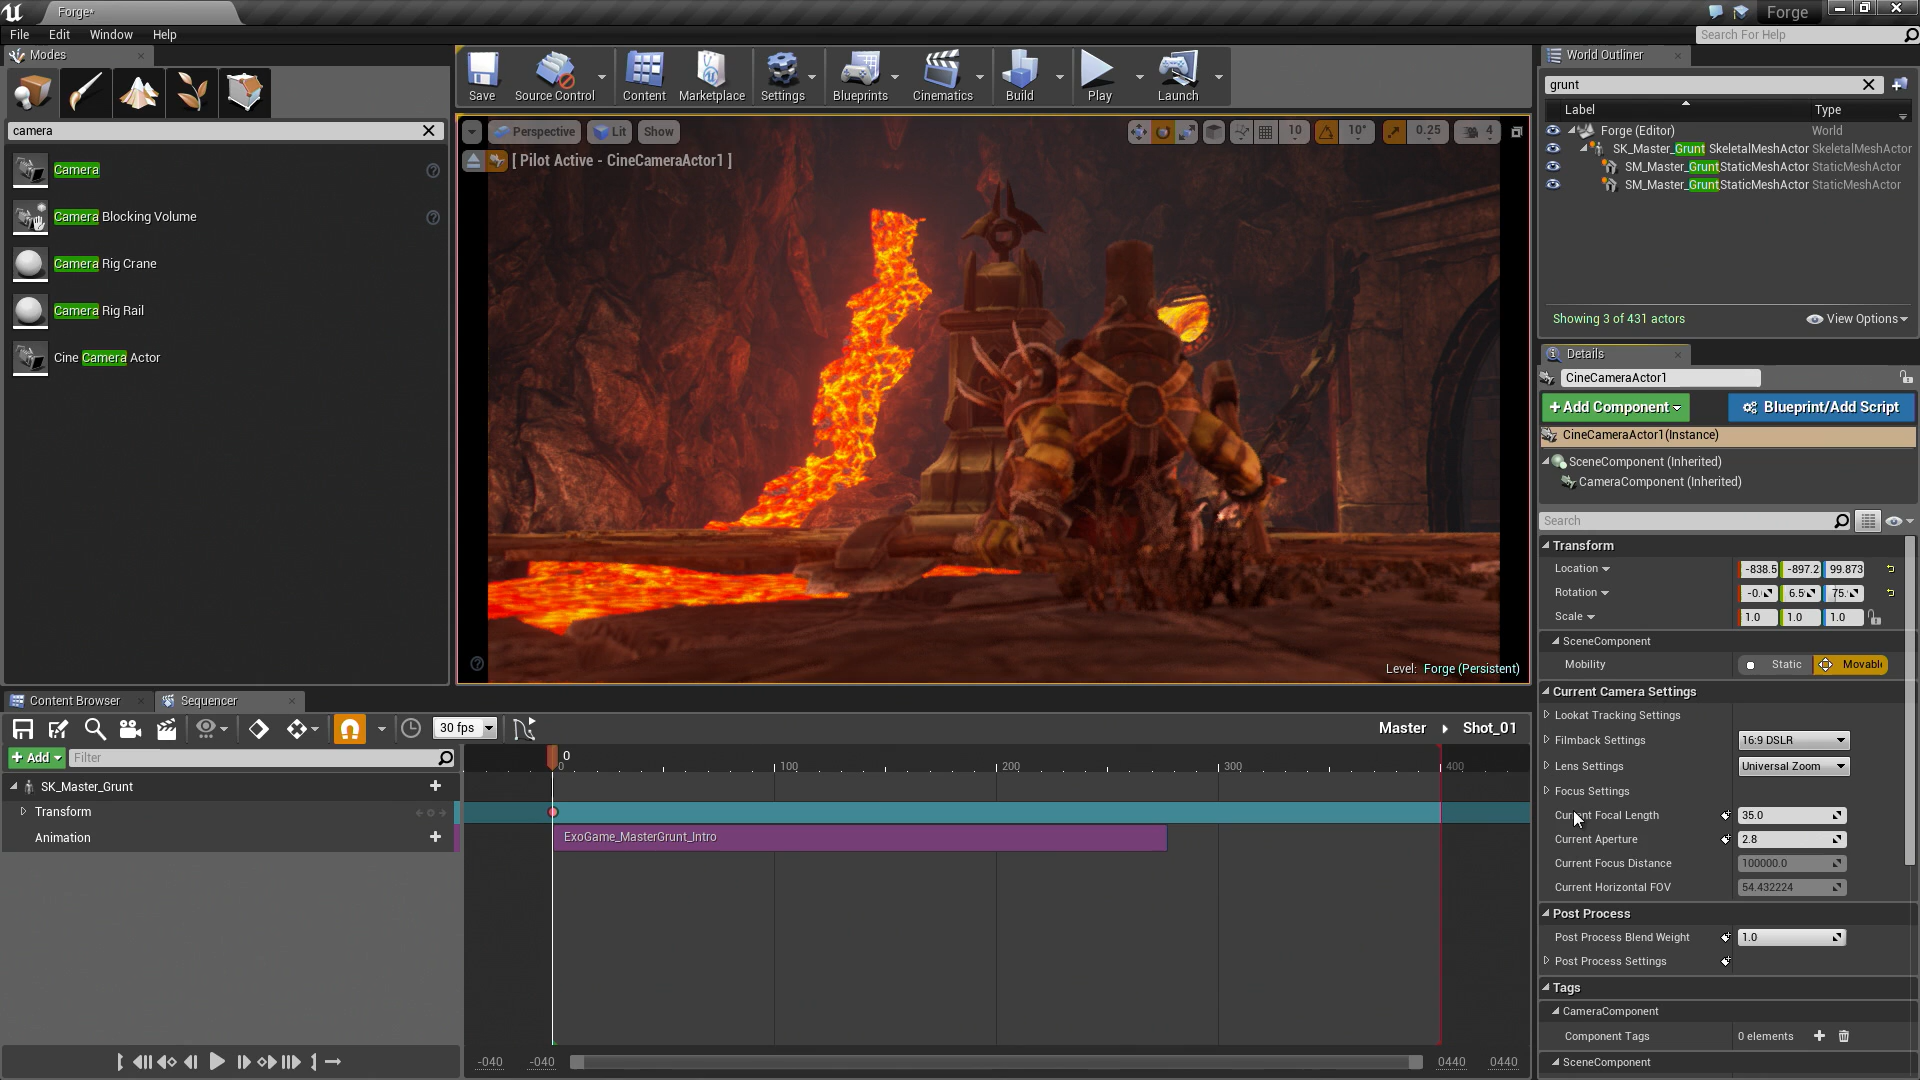 Forge*
Forge
File Edit Window Help
Search For Help
Modes
camera
Camera
Camera Blocking Volume
Camera Rig Crane
Camera Rig Rail
Cine Camera Actor
Save
Source Control
Content
Marketplace
Settings
Blueprints
Cinematics
Build
Play
Launch
Perspective
Lit
Show
10
10°
0.25
4
[ Pilot Active - CineCameraActor1 ]
Level: Forge (Persistent)
World Outliner
grunt
Label Type
Forge (Editor) World
SK_Master_Grunt SkeletalMeshActor SkeletalMeshActor
SM_Master_Grunt StaticMeshActor StaticMeshActor
SM_Master_Grunt StaticMeshActor StaticMeshActor
Showing 3 of 431 actors
View Options
Details
CineCameraActor1
+ Add Component
Blueprint/Add Script
CineCameraActor1(Instance)
SceneComponent (Inherited)
CameraComponent (Inherited)
Search
Transform
Location -838.5 -897.2 99.873
Rotation -0. 6.5 75.
Scale 1.0 1.0 1.0
SceneComponent
Mobility Static Movabl
Current Camera Settings
Lookat Tracking Settings
Filmback Settings 16:9 DSLR
Lens Settings Universal Zoom
Focus Settings
Current Focal Length 35.0
Current Aperture 2.8
Current Focus Distance 100000.0
Current Horizontal FOV 54.432224
Post Process
Post Process Blend Weight 1.0
Post Process Settings
Tags
CameraComponent
Component Tags 0 elements
SceneComponent
Content Browser
Sequencer
30 fps
Master Shot_01
+ Add
Filter
0
0 100 200 300 400
SK_Master_Grunt
Transform
Animation
ExoGame_MasterGrunt_Intro
-040 -040 0440 0440